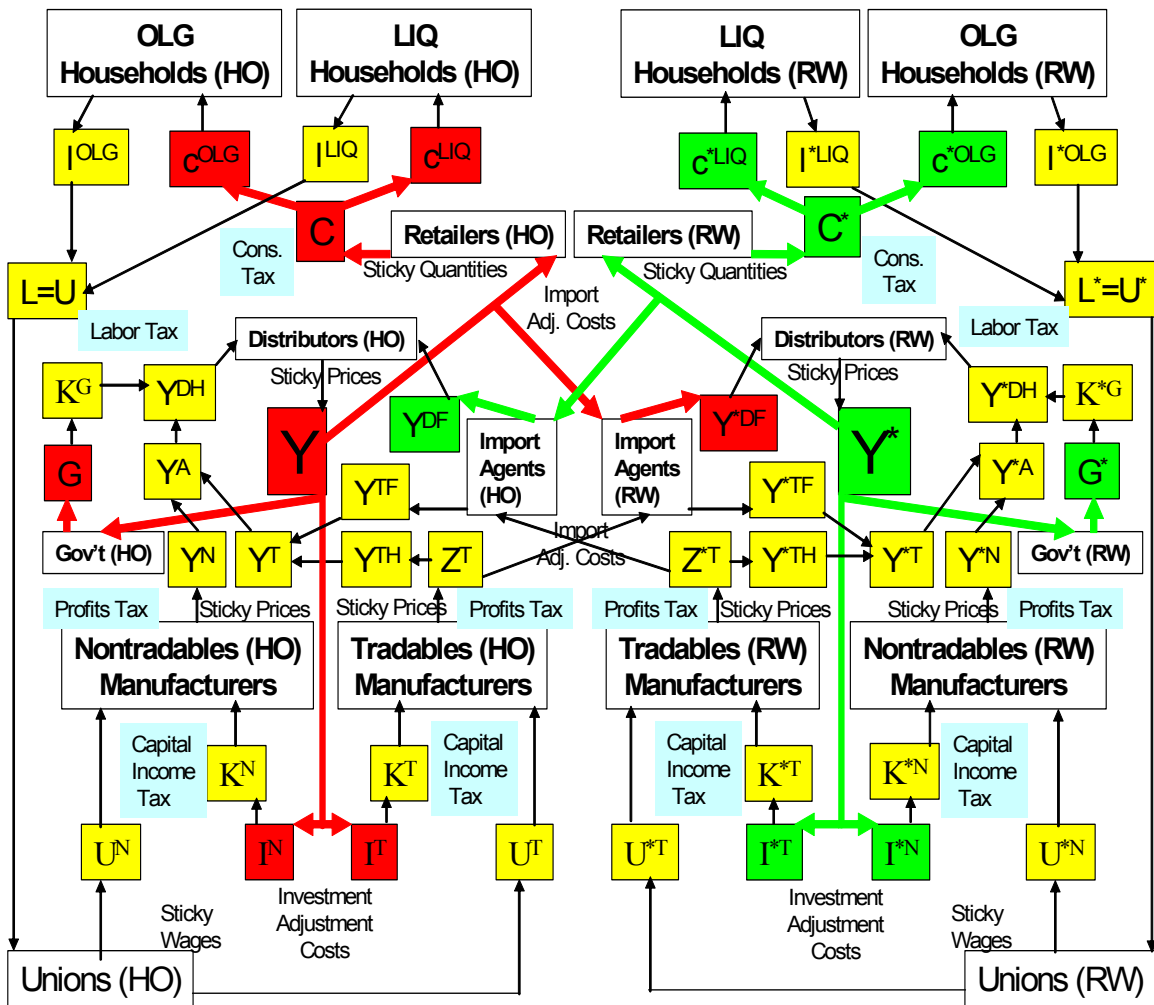 OLG
Households (HO)
LIQ
Households (HO)
LIQ
Households (RW)
OLG
Households (RW)
l^OLG
c^OLG
l^LIQ
c^LIQ
c^*LIQ
l^*LIQ
c^*OLG
l^*OLG
C
Retailers (HO)
Retailers (RW)
C^*
Cons.
Tax
Sticky Quantities
Sticky Quantities
Cons.
Tax
L=U
L^*=U^*
Import
Adj. Costs
Labor Tax
Labor Tax
Distributors (HO)
Distributors (RW)
Sticky Prices
Sticky Prices
K^G
Y^DH
Y^DF
Y^*DF
Y^*DH
K^*G
Y
Import
Agents
(HO)
Import
Agents
(RW)
Y^*
G
Y^A
Y^TF
Y^*TF
Y^*A
G^*
Import
Adj. Costs
Gov't (HO)
Y^N
Y^T
Y^TH
Z^T
Z^*T
Y^*TH
Y^*T
Y^*N
Gov't (RW)
Profits Tax
Sticky Prices
Sticky Prices
Profits Tax
Profits Tax
Sticky Prices
Sticky Prices
Profits Tax
Nontradables (HO)
Manufacturers
Tradables (HO)
Manufacturers
Tradables (RW)
Manufacturers
Nontradables (RW)
Manufacturers
Capital
Income
Tax
K^N
K^T
Capital
Income
Tax
Capital
Income
Tax
K^*T
K^*N
Capital
Income
Tax
U^N
I^N
I^T
U^T
U^*T
I^*T
I^*N
U^*N
Sticky
Wages
Investment
Adjustment
Costs
Investment
Adjustment
Costs
Sticky
Wages
Unions (HO)
Unions (RW)